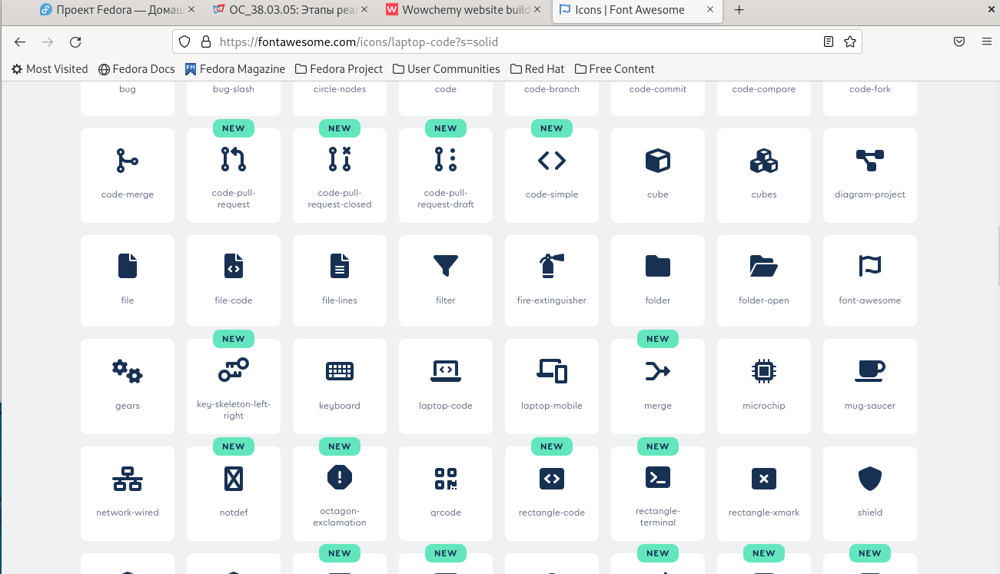 Проект Fedora — Домаш
ОС_38.03.05: Этапы реал
Wowchemy website build
Icons | Font Awesome
https://fontawesome.com/icons/laptop-code?s=solid
Most Visited
Fedora Docs
Fedora Magazine
Fedora Project
User Communities
Red Hat
Free Content
bug
bug-slash
circle-nodes
code
code-branch
code-commit
code-compare
code-fork
NEW
NEW
NEW
NEW
code-merge
code-pull-
request
code-pull-
request-closed
code-pull-
request-draft
code-simple
cube
cubes
diagram-project
file
file-code
file-lines
filter
fire-extinguisher
folder
folder-open
font-awesome
NEW
NEW
gears
key-skeleton-left-
right
keyboard
laptop-code
laptop-mobile
merge
microchip
mug-saucer
NEW
NEW
NEW
NEW
network-wired
notdef
octagon-
exclamation
qrcode
rectangle-code
rectangle-
terminal
rectangle-xmark
shield
NEW
NEW
NEW
NEW
NEW